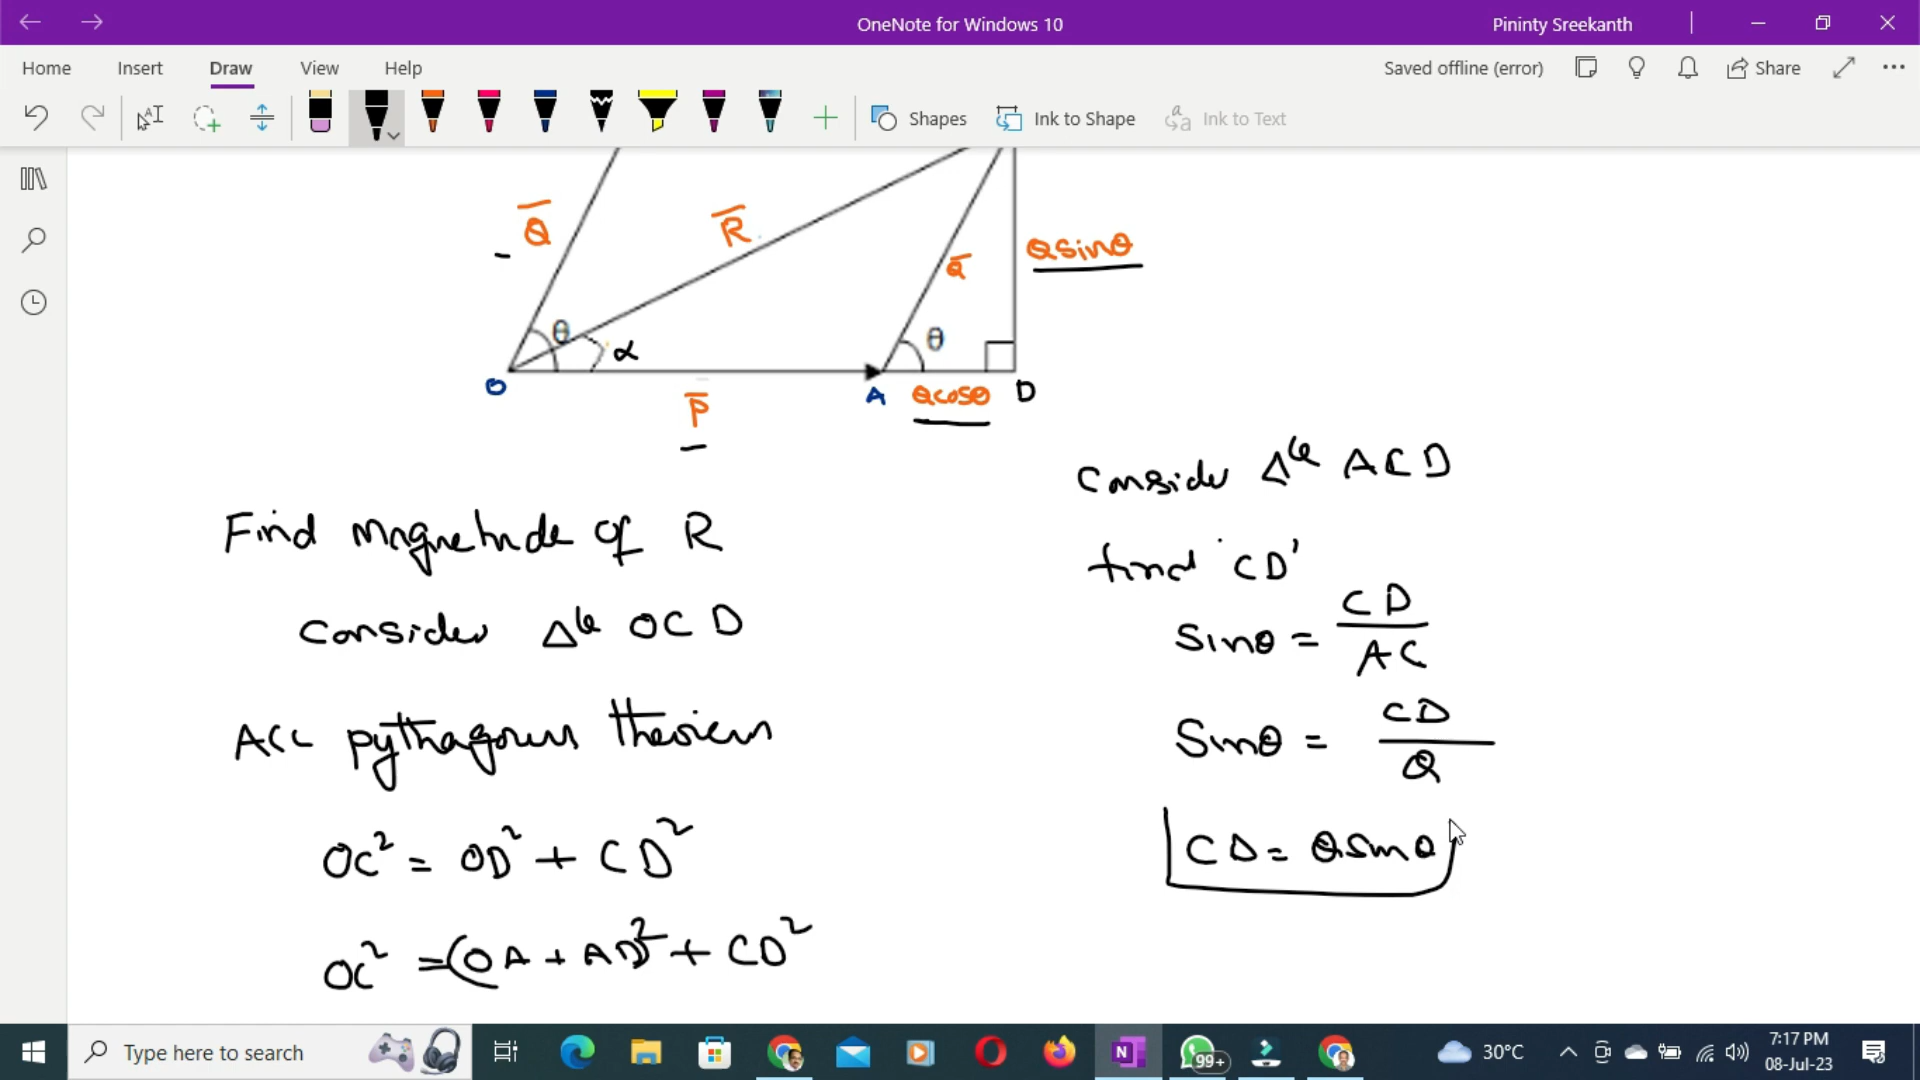 OneNote for Windows 10
Pininty Sreekanth
Home Insert Draw View Help
Saved offline (error)
Share
Shapes
Ink to Shape
Ink to Text
Q
R
Q
Qsinθ
θ
α
θ
O
A
Qcosθ
D
P
Consider Δle ACD
find 'CD'
Sinθ = CD / AC
Sinθ = CD / Q
CD = Qsinθ
Find Magnetude of R
Consider Δle OCD
Acc pythagorus theorem
OC² = OD² + CD²
OC² = (OA + AD)² + CD²
Type here to search
99+
30°C
7:17 PM
08-Jul-23